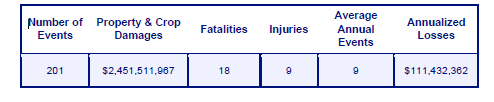 Number of Events	Property & Crop Damages	Fatalities	Injuries	Average Annual Events	Annualized Losses
201	$2,451,511,967	18	9	9	$111,432,362